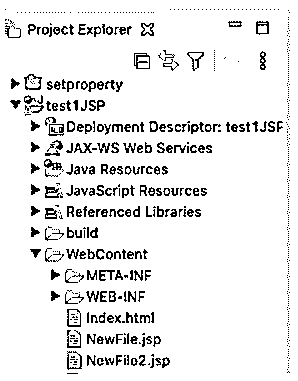 Project Explorer
setproperty
test1JSP
Deployment Descriptor: test1JSP
JAX-WS Web Services
Java Resources
JavaScript Resources
Referenced Libraries
build
WebContent
META-INF
WEB-INF
Index.html
NewFile.jsp
NewFile2.jsp